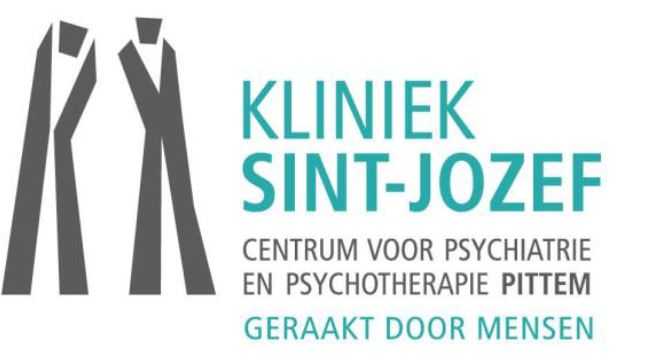 KLINIEK
SINT-JOZEF
CENTRUM VOOR PSYCHIATRIE
EN PSYCHOTHERAPIE PITTEM
GERAAKT DOOR MENSEN